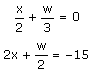 x/2 + w/3 = 0
2x + w/2 = -15